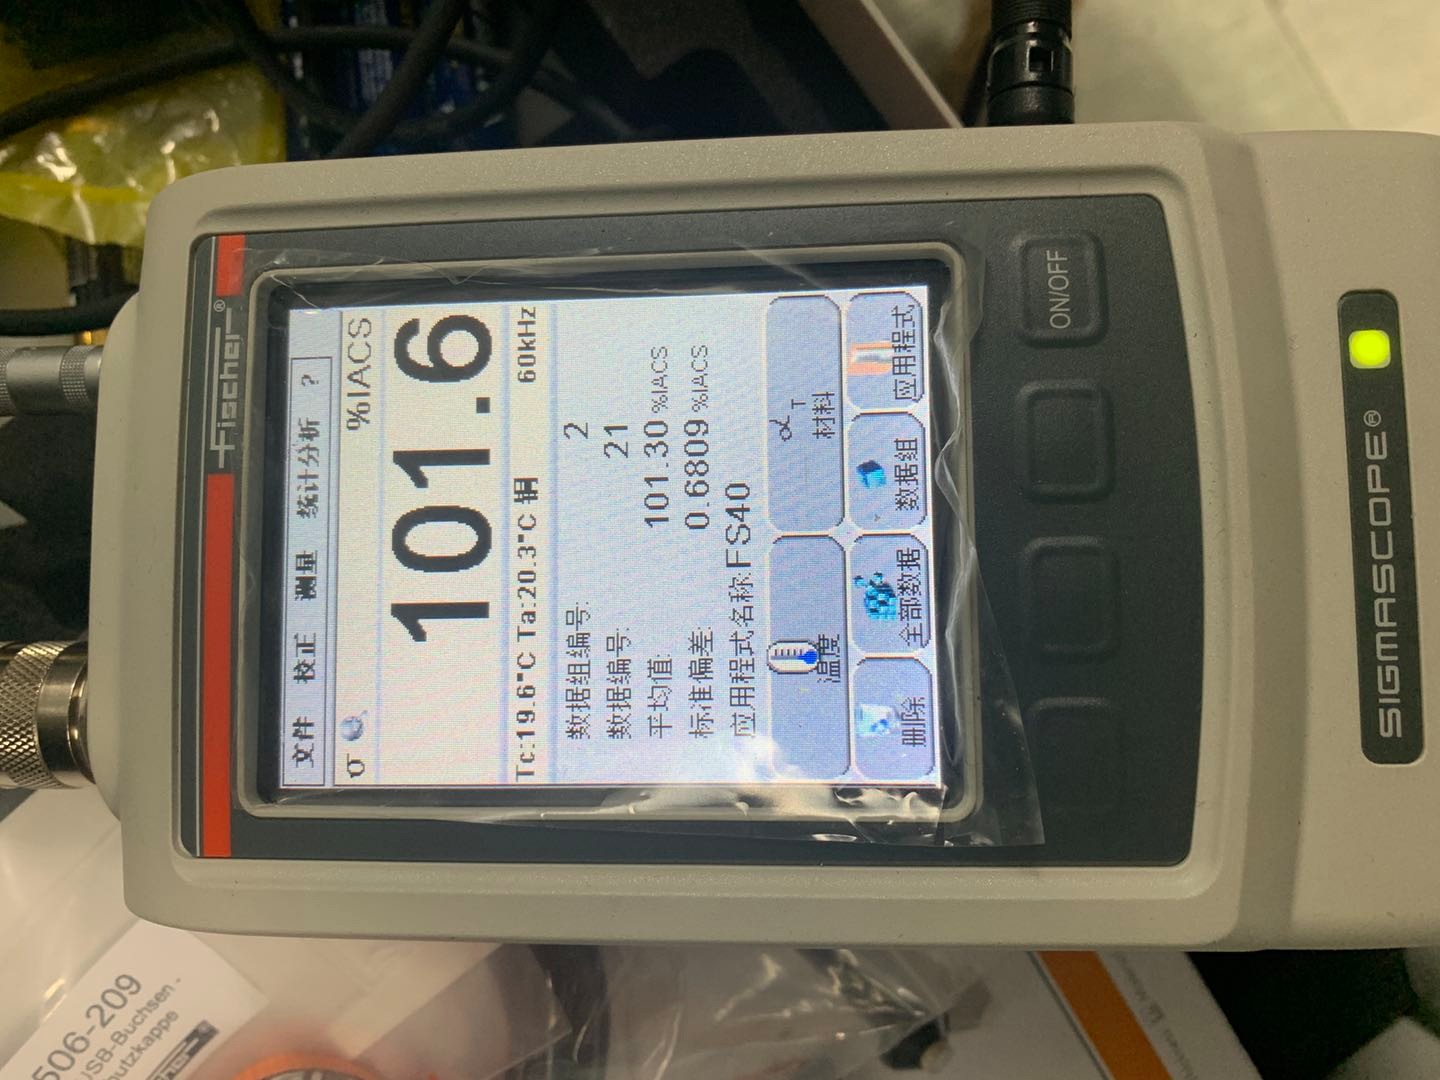 Fischer®
文件 校正 测量 统计分析 ?
σ %IACS
101.6
Tc:19.6°C Ta:20.3°C 铜 60kHz
数据组编号: 2
数据编号: 21
平均值: 101.30 %IACS
标准偏差: 0.6809 %IACS
应用程式名称:FS40
温度
α T
材料
删除 全部数据 数据组 应用程式
ON/OFF
SIGMASCOPE®
506-209
USB-Buchsen-